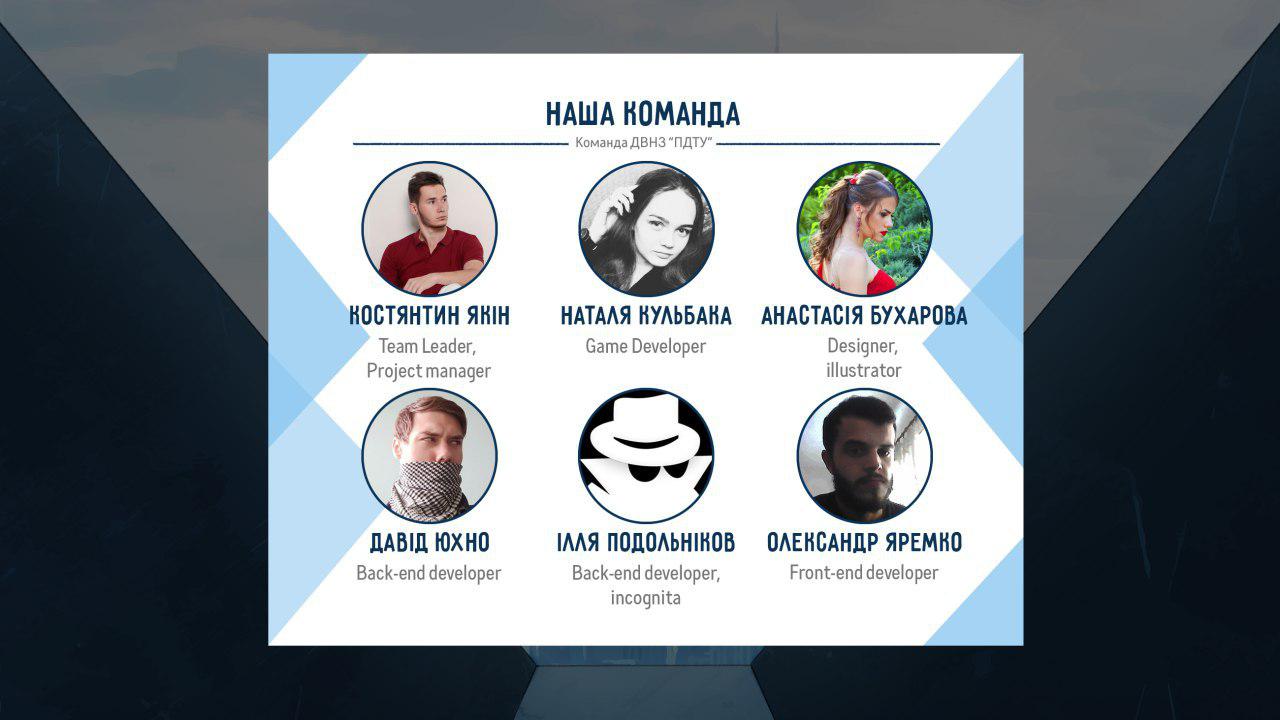 НАША КОМАНДА
Команда ДВНЗ “ПДТУ”
КОСТЯНТИН ЯКІН
Team Leader,
Project manager
НАТАЛЯ КУЛЬБАКА
Game Developer
АНАСТАСІЯ БУХАРОВА
Designer,
illustrator
ДАВІД ЮХНО
Back-end developer
ІЛЛЯ ПОДОЛЬНІКОВ
Back-end developer,
incognita
ОЛЕКСАНДР ЯРЕМКО
Front-end developer